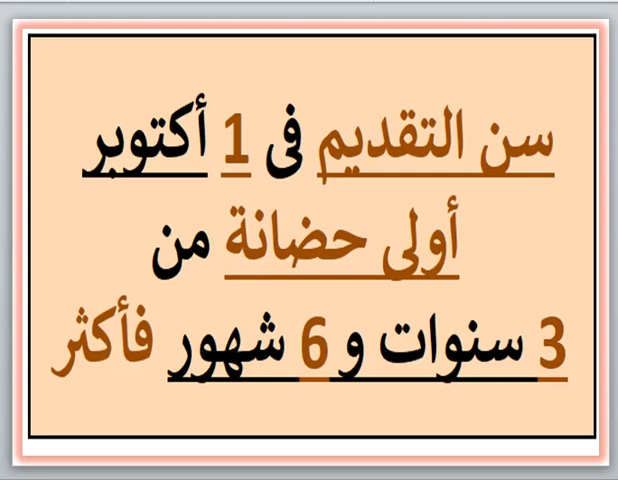 سن التقديم فى 1 أكتوبر
أولى حضانة من
3 سنوات و 6 شهور فأكثر